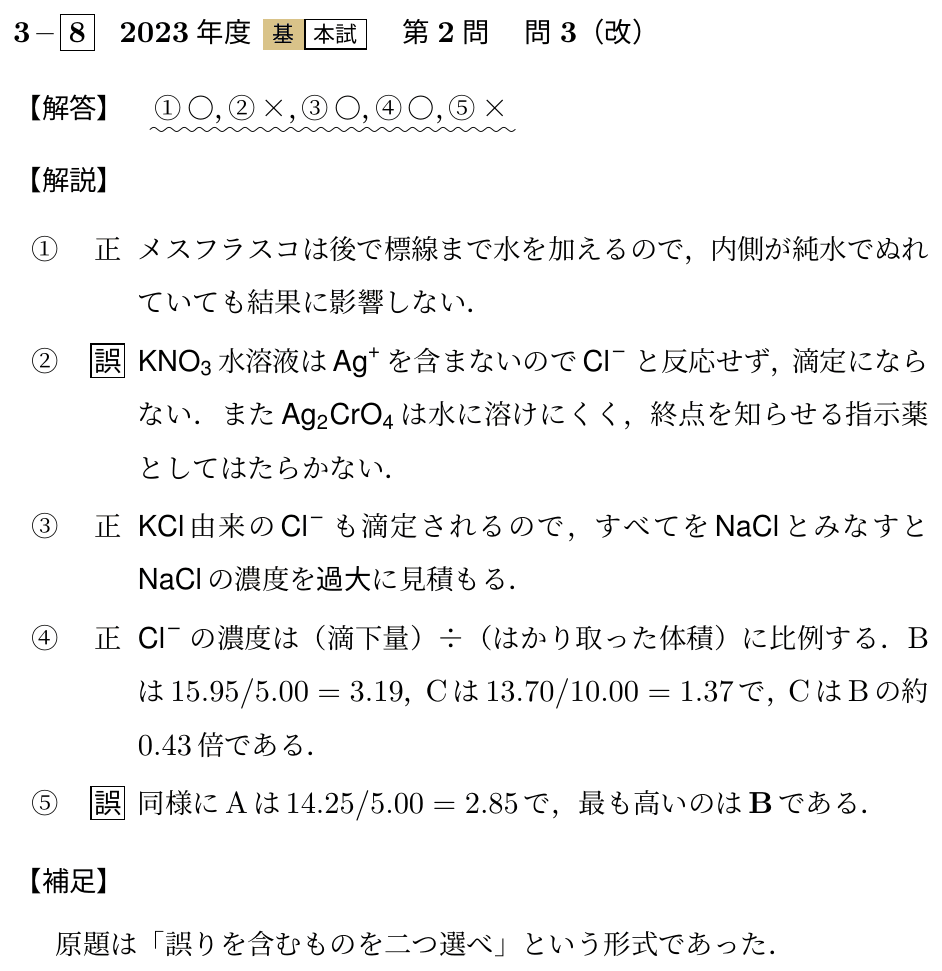 3–8 2023 年度 基 本試 第 2 問 問 3（改）
【解答】 ① ○, ② ×, ③ ○, ④ ○, ⑤ ×
【解説】
① 正 メスフラスコは後で標線まで水を加えるので，内側が純水でぬれ
ていても結果に影響しない．
② 誤 KNO₃ 水溶液は Ag⁺ を含まないので Cl⁻ と反応せず，滴定になら
ない．また Ag₂CrO₄ は水に溶けにくく，終点を知らせる指示薬
としてはたらかない．
③ 正 KCl 由来の Cl⁻ も滴定されるので，すべてを NaCl とみなすと
NaCl の濃度を過大に見積もる．
④ 正 Cl⁻ の濃度は（滴下量）÷（はかり取った体積）に比例する．B
は 15.95/5.00 = 3.19, C は 13.70/10.00 = 1.37 で，C は B の約
0.43 倍である．
⑤ 誤 同様に A は 14.25/5.00 = 2.85 で，最も高いのは B である．
【補足】
原題は「誤りを含むものを二つ選べ」という形式であった．